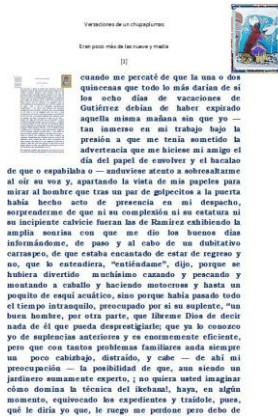 Versaciones de un chupaplumas
Eran poco más de las nueve y media
[1]
cuando me percaté de que la una o dos
quincenas que todo lo más darían de sí
los ocho días de vacaciones de
Gutiérrez debían de haber expirado
aquella misma mañana sin que yo —
tan inmerso en mi trabajo bajo la
presión a que me tenía sometido la
advertencia que me hiciese mi amigo el
día del papel de envolver y el bacalao
de que o espabilaba o — anduviese atento a sobresaltarme
al oír su voz y, apartando la vista de mis papeles para
mirar al hombre que tras un par de golpecitos a la puerta
había hecho acto de presencia en mi despacho,
sorprenderme de que ni su complexión ni su estatura ni
su incipiente calvicie fueran las de Ramírez exhibiendo la
amplia sonrisa con que me dio los buenos días
informándome, de paso y al cabo de un dubitativo
carraspeo, de que estaba encantado de estar de regreso y
no, que lo entendiera, “entiéndame”, dijo, porque se
hubiera divertido muchísimo cazando y pescando y
montando a caballo y haciendo motocross y hasta un
poquito de esquí acuático, sino porque había pasado todo
el tiempo intranquilo, preocupado por si su suplente, “un
buen hombre, por otra parte, que líbreme Dios de decir
nada de él que pueda desprestigiarle; que ya lo conozco
yo de suplencias anteriores y es enormemente eficiente,
pero que con tantos problemas familiares anda siempre
un poco cabizbajo, distraído, y cabe — de ahí mi
preocupación — la posibilidad de que, aun siendo un
jardinero sumamente experto, ¡ no quiera usted imaginar
cómo domina la técnica del ikebana!, haya, en algún
momento, equivocado los expedientes y traídole, pues,
qué le diría yo que, le ruego me perdone pero debo de